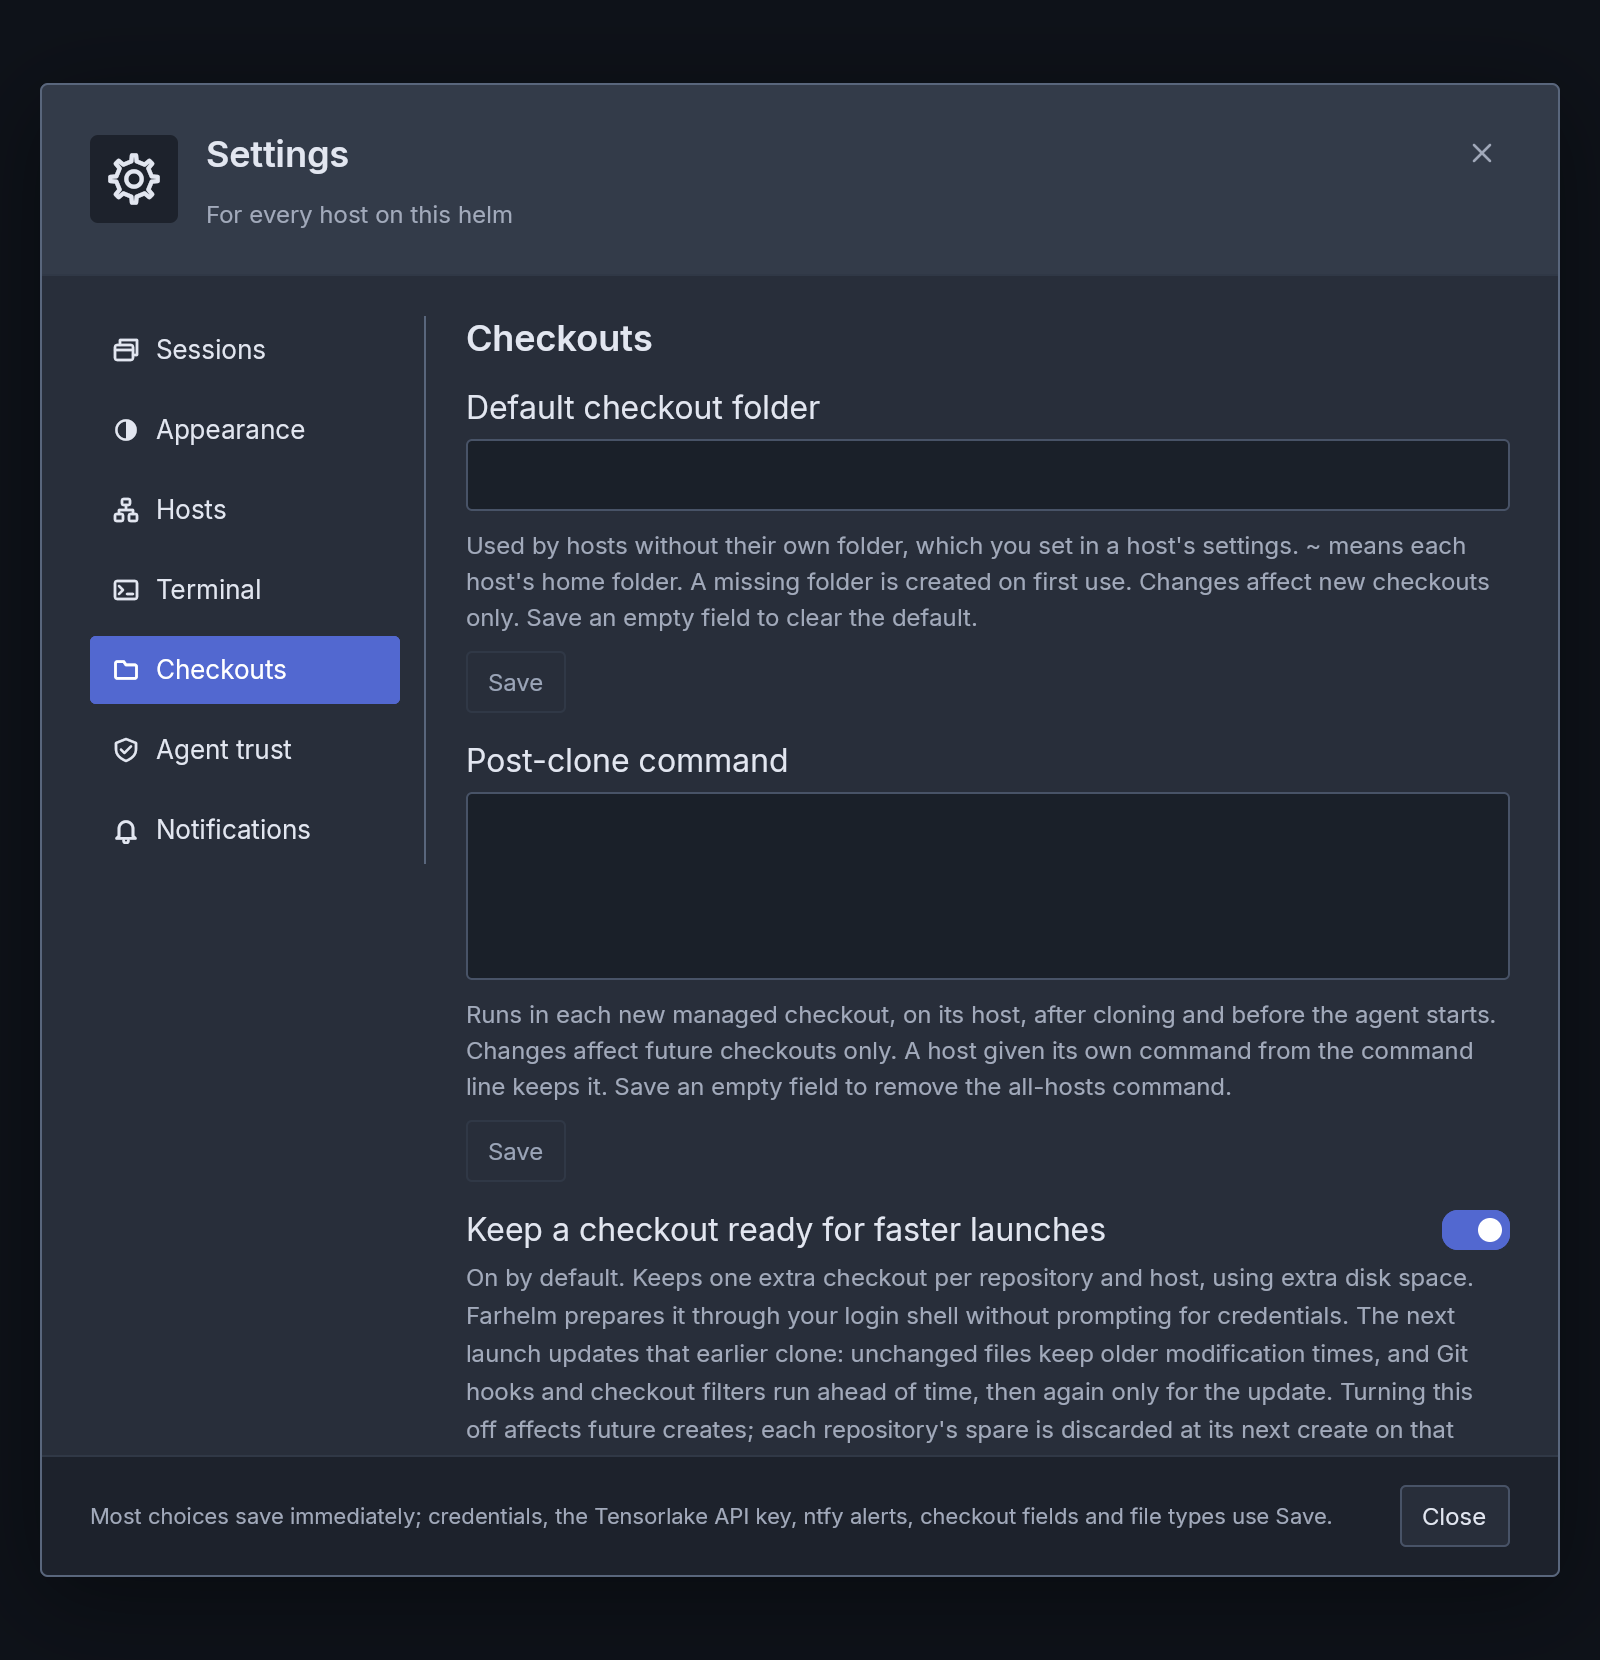 Settings
For every host on this helm
Sessions
Appearance
Hosts
Terminal
Checkouts
Agent trust
Notifications
Checkouts
Default checkout folder
Used by hosts without their own folder, which you set in a host's settings. ~ means each
host's home folder. A missing folder is created on first use. Changes affect new checkouts
only. Save an empty field to clear the default.
Save
Post-clone command
Runs in each new managed checkout, on its host, after cloning and before the agent starts.
Changes affect future checkouts only. A host given its own command from the command
line keeps it. Save an empty field to remove the all-hosts command.
Save
Keep a checkout ready for faster launches
On by default. Keeps one extra checkout per repository and host, using extra disk space.
Farhelm prepares it through your login shell without prompting for credentials. The next
launch updates that earlier clone: unchanged files keep older modification times, and Git
hooks and checkout filters run ahead of time, then again only for the update. Turning this
off affects future creates; each repository's spare is discarded at its next create on that
Most choices save immediately; credentials, the Tensorlake API key, ntfy alerts, checkout fields and file types use Save.
Close